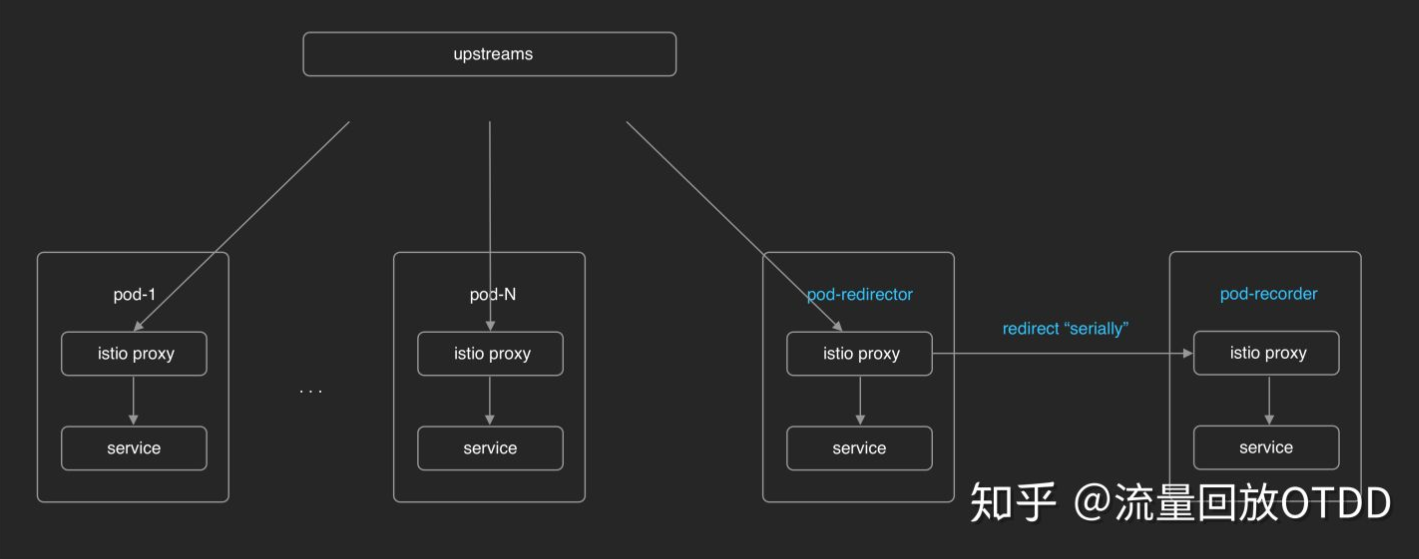 upstreams
pod-1
pod-N
pod-redirector
pod-recorder
redirect “serially”
istio proxy
istio proxy
istio proxy
istio proxy
...
service
service
service
service
知乎 @流量回放OTDD